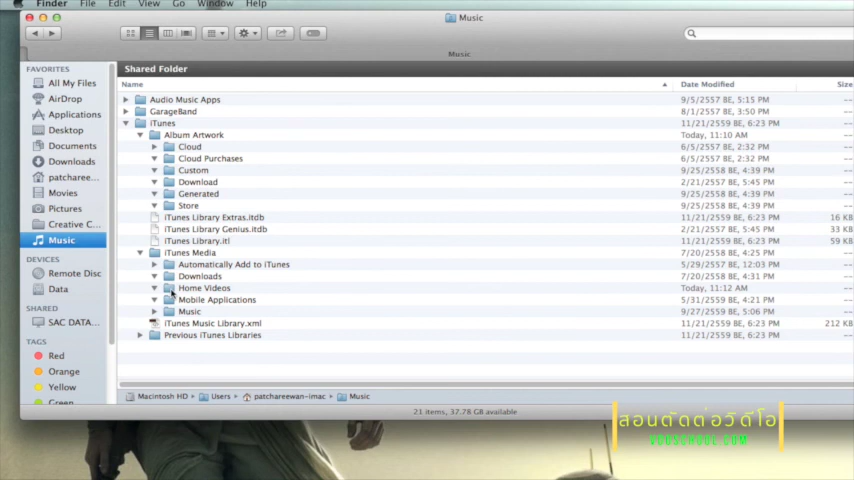 Finder File Edit View Go Window Help
Music
Music
FAVORITES
All My Files
AirDrop
Applications
Desktop
Documents
Downloads
patcharee...
Movies
Pictures
Creative C...
Music
DEVICES
Remote Disc
Data
SHARED
SAC DATA...
TAGS
Red
Orange
Yellow
Green
Shared Folder
Name Date Modified Size
Audio Music Apps 9/5/2557 BE, 5:15 PM --
GarageBand 8/1/2557 BE, 3:50 PM --
iTunes 11/21/2559 BE, 6:23 PM --
Album Artwork Today, 11:10 AM --
Cloud 6/5/2557 BE, 2:32 PM --
Cloud Purchases 6/5/2557 BE, 2:32 PM --
Custom 9/25/2558 BE, 4:39 PM --
Download 2/21/2557 BE, 5:45 PM --
Generated 9/25/2558 BE, 4:39 PM --
Store 9/25/2558 BE, 4:39 PM --
iTunes Library Extras.itdb 11/21/2559 BE, 6:23 PM 16 KB
iTunes Library Genius.itdb 2/21/2557 BE, 5:45 PM 33 KB
iTunes Library.itl 11/21/2559 BE, 6:23 PM 59 KB
iTunes Media 7/20/2558 BE, 4:25 PM --
Automatically Add to iTunes 5/29/2557 BE, 12:03 PM --
Downloads 7/20/2558 BE, 4:31 PM --
Home Videos Today, 11:12 AM --
Mobile Applications 5/31/2559 BE, 4:21 PM --
Music 9/27/2559 BE, 5:06 PM --
iTunes Music Library.xml 11/21/2559 BE, 6:23 PM 212 KB
Previous iTunes Libraries 11/21/2559 BE, 6:23 PM --
Macintosh HD Users patchareewan-imac Music
21 items, 37.78 GB available
สอนตัดต่อวิดีโอ
VDOSCHOOL.COM